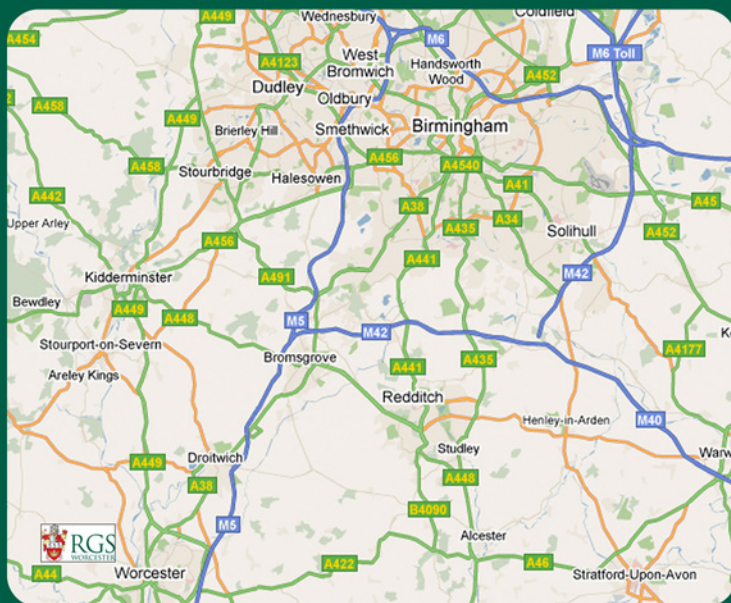 Wednesbury
A449
Coldfield
A454
M6
M6 Toll
West
Bromwich
A4123
Handsworth
Wood
A452
Dudley
Oldbury
A458
A449
Brierley Hill
Smethwick
Birmingham
A458
A456
A4540
Stourbridge
Halesowen
A41
A442
A38
A45
Upper Arley
A435
A34
Solihull
A452
A456
A441
Kidderminster
A491
M42
Bewdley
A449
A448
M5
M42
Stourport-on-Severn
Bromsgrove
A435
A4177
Areley Kings
A441
Redditch
Henley-in-Arden
M40
Droitwich
Studley
Warw
A449
A38
A448
B4090
M5
RGS
WORCESTER
Alcester
A44
Worcester
A422
A46
Stratford-Upon-Avon